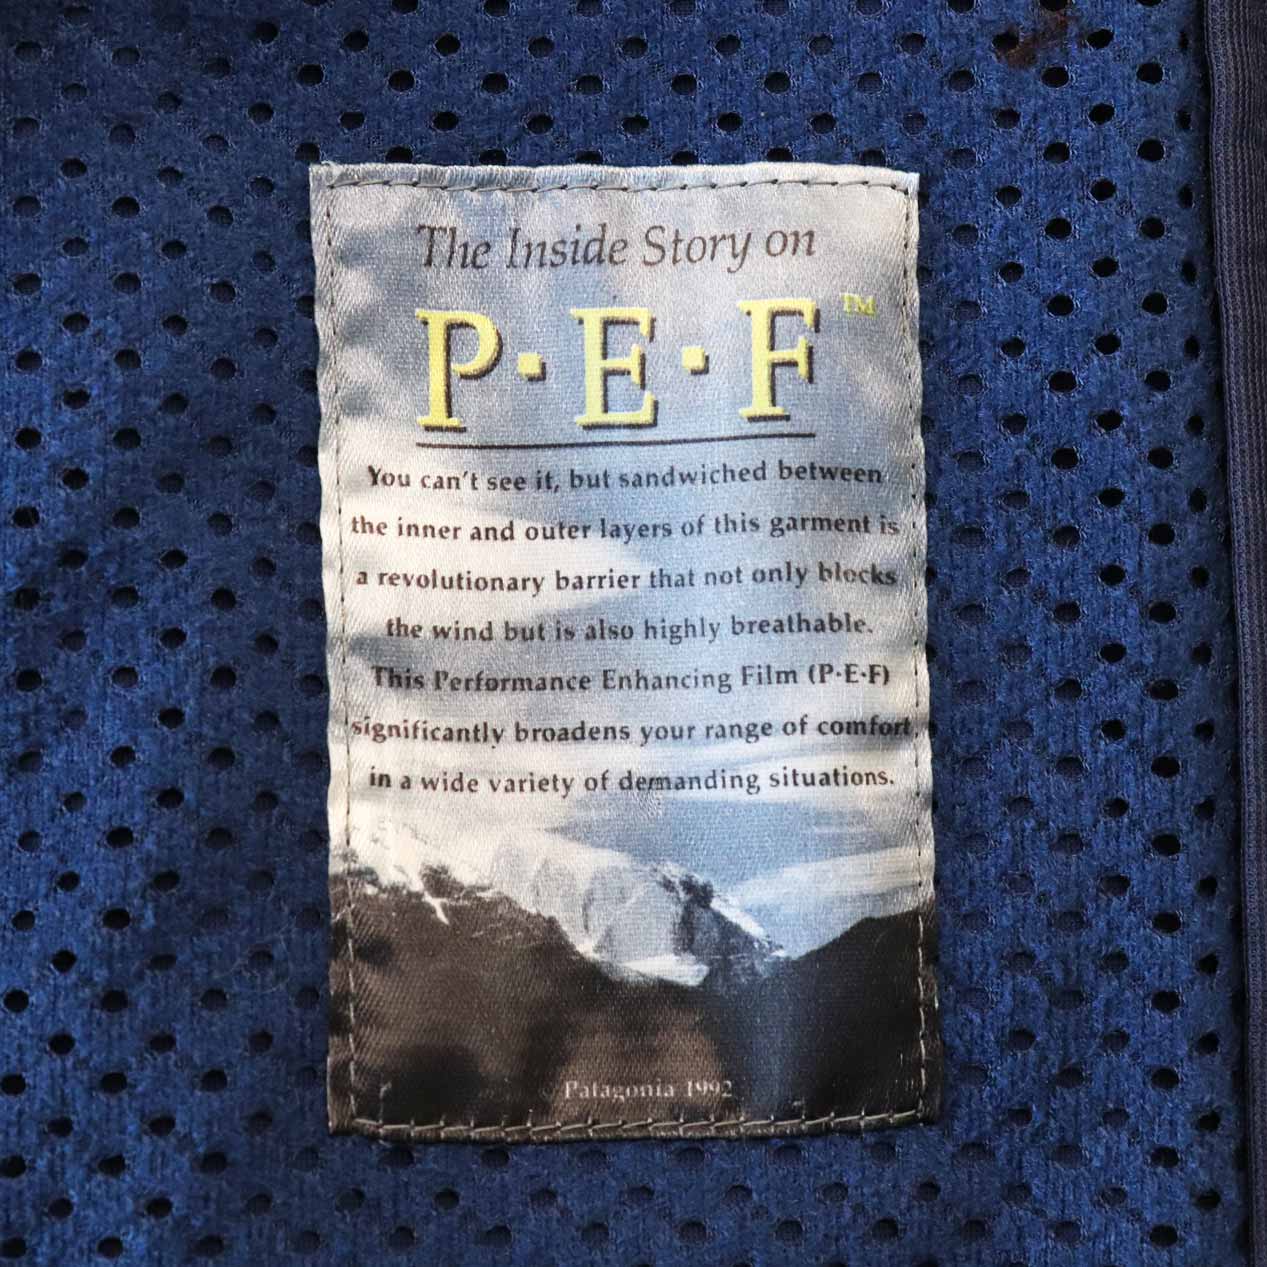 The Inside Story on
P·E·F™
You can't see it, but sandwiched between
the inner and outer layers of this garment is
a revolutionary barrier that not only blocks
the wind but is also highly breathable.
This Performance Enhancing Film (P·E·F)
significantly broadens your range of comfort
in a wide variety of demanding situations.
Patagonia 1992